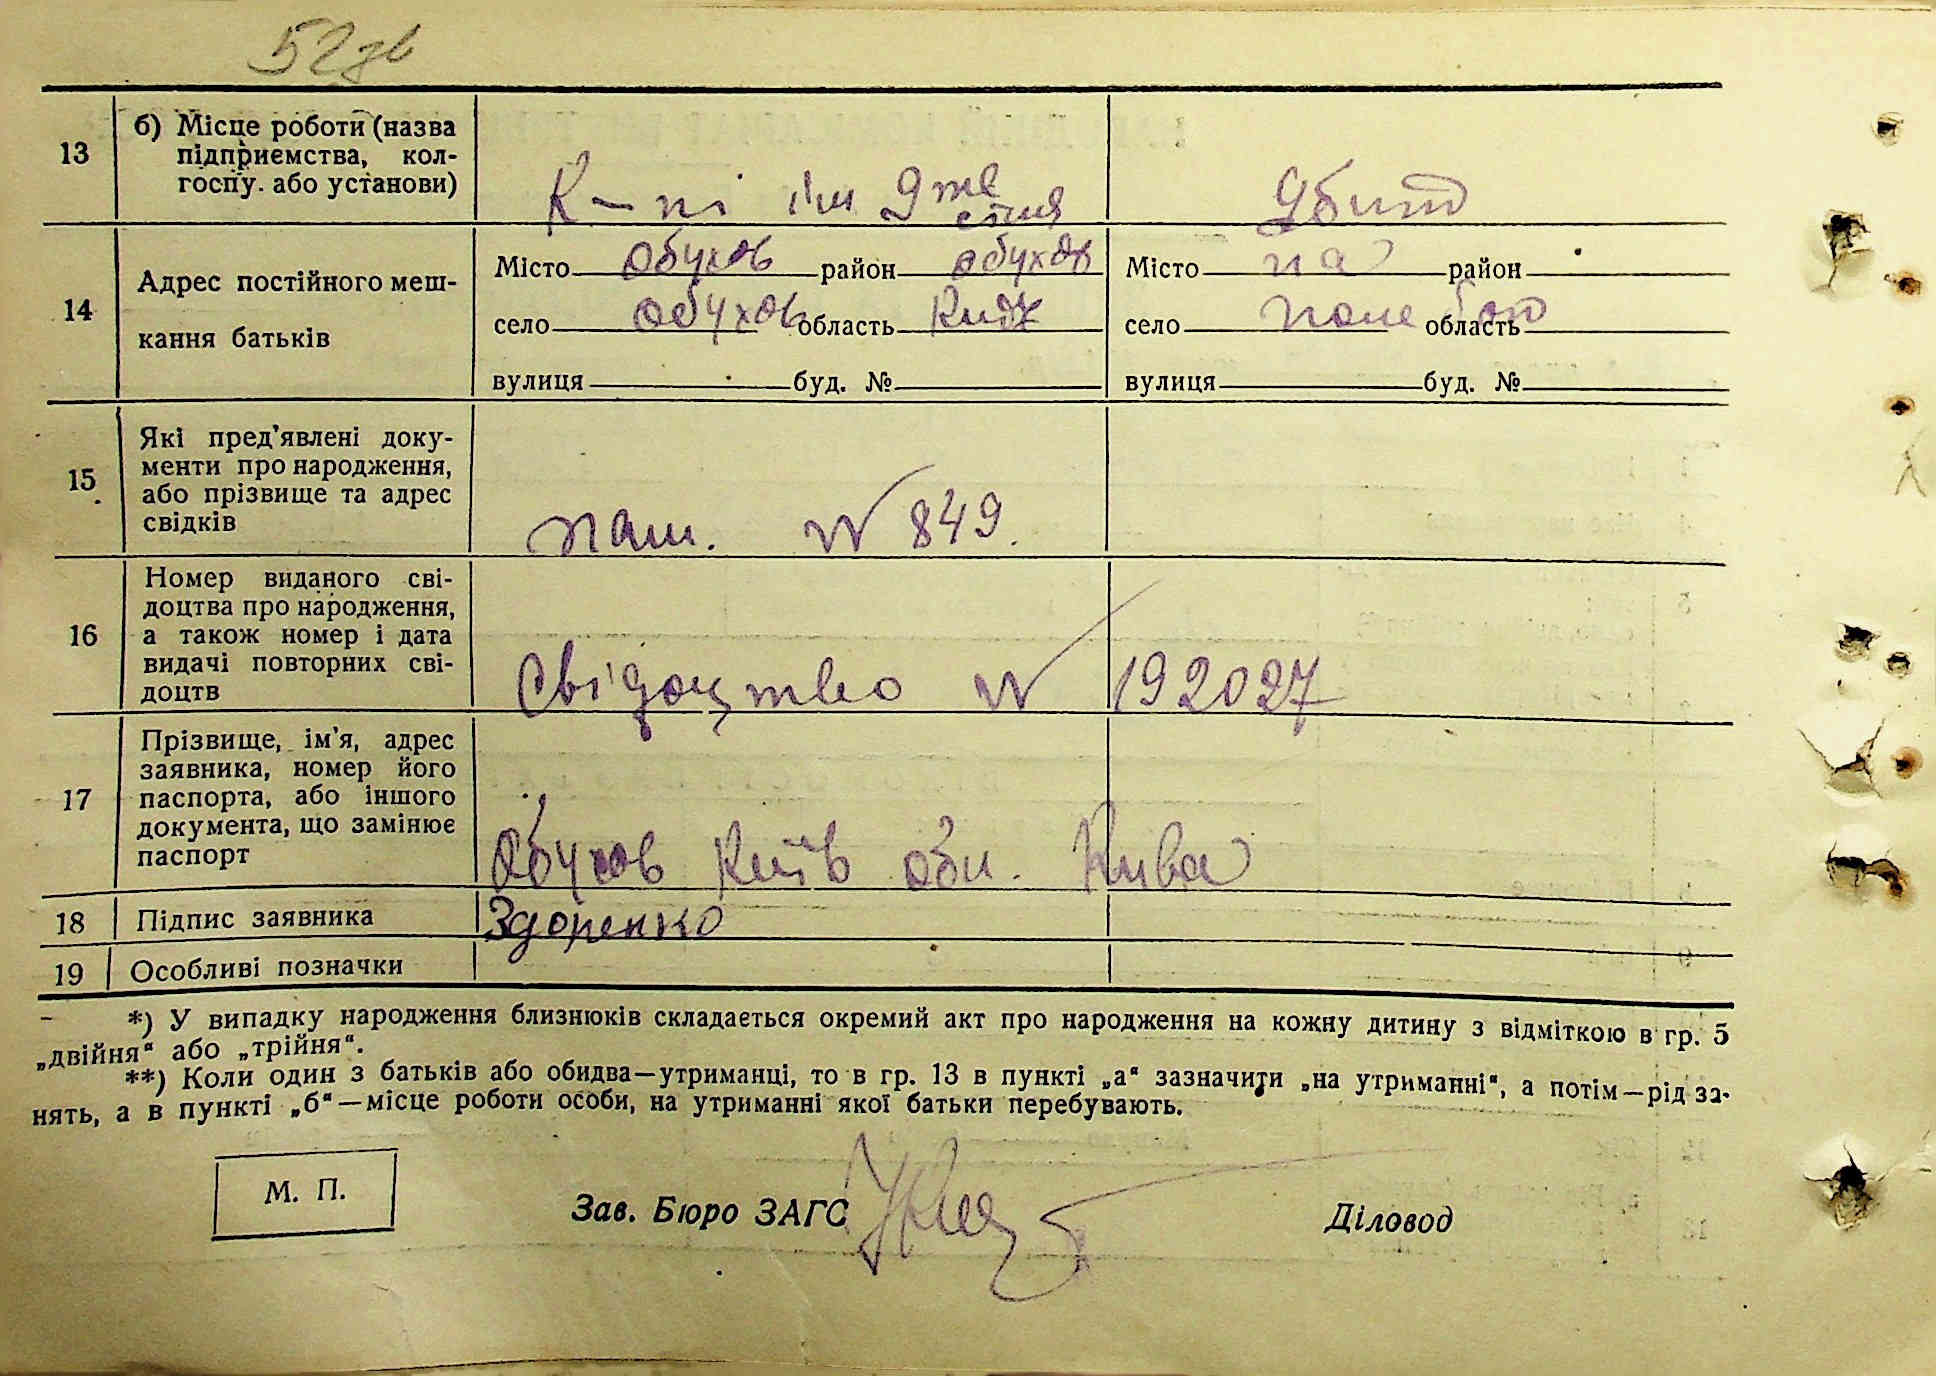 52зв
13
б) Місце роботи (назва
підприємства, кол-
госпу. або установи)
К-пі ім 9 тже
січчя
Убит
14
Адрес постійного меш-
кання батьків
Місто Обухов район Обухов
село Обухов область Київ
вулиця буд. №
Місто на район
село поле бою область
вулиця буд. №
15
Які пред'явлені доку-
менти про народження,
або прізвище та адрес
свідків
паш. № 849.
16
Номер виданого сві-
доцтва про народження,
а також номер і дата
видачі повторних сві-
доцтв
Свідоцтво № 192027
17
Прізвище, ім'я, адрес
заявника, номер його
паспорта, або іншого
документа, що замінює
паспорт
Обухов Київ обл.
18
Підпис заявника
Здоренко
19
Особливі позначки
*) У випадку народження близнюків складається окремий акт про народження на кожну дитину з відміткою в гр. 5
„двійня“ або „трійня“.
**) Коли один з батьків або обидва—утриманці, то в гр. 13 в пункті „а“ зазначити „на утриманні“, а потім—рід за-
нять, а в пункті „б“—місце роботи особи, на утриманні якої батьки перебувають.
М. П.
Зав. Бюро ЗАГС
Діловод